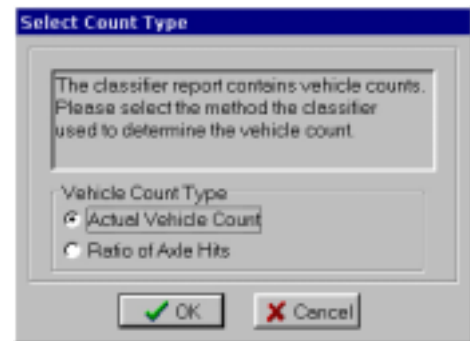 Select Count Type
The classifier report contains vehicle counts.
Please select the method the classifier
used to determine the vehicle count.
Vehicle Count Type
Actual Vehicle Count
Ratio of Axle Hits
OK
Cancel